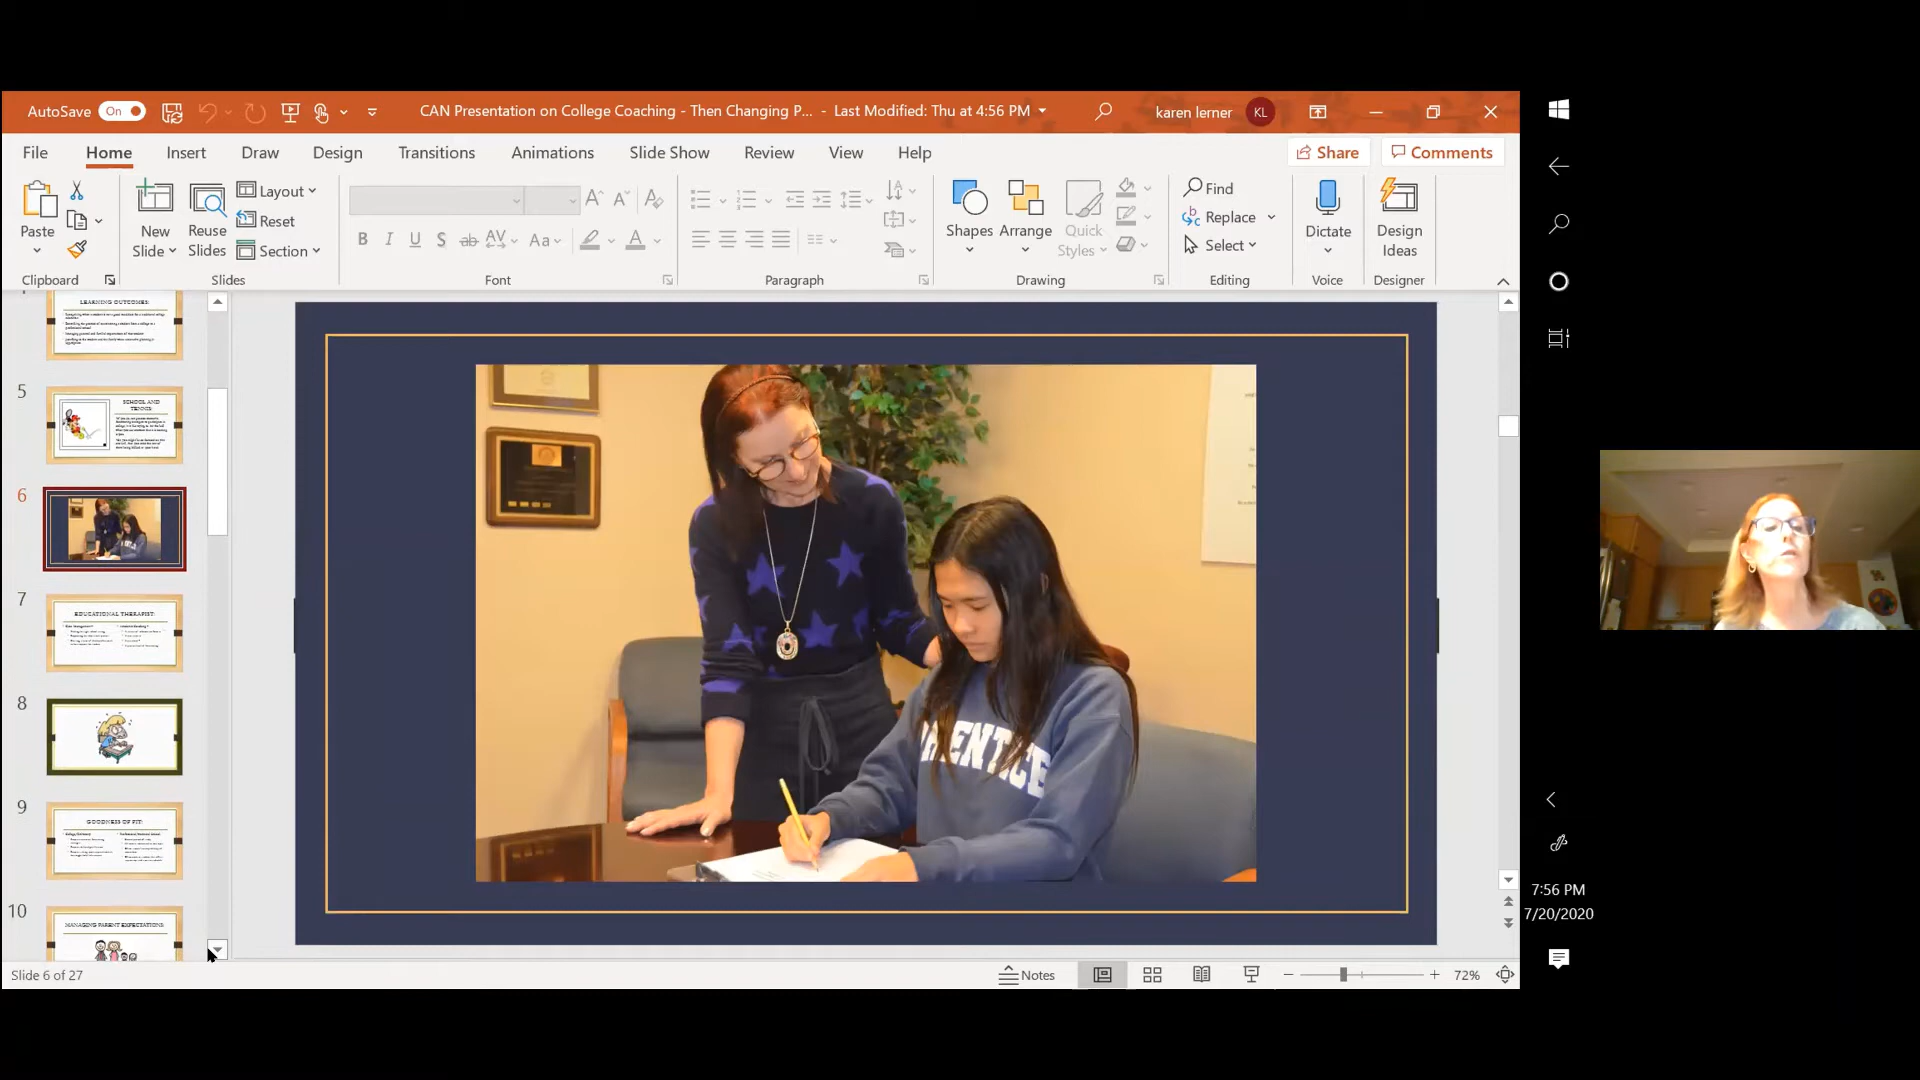 AutoSave On CAN Presentation on College Coaching - Then Changing P... - Last Modified: Thu at 4:56 PM karen lerner KL
File Home Insert Draw Design Transitions Animations Slide Show Review View Help Share Comments
Paste
New Slide
Reuse Slides
Layout
Reset
Section
B I U S ab AV Aa A
Shapes
Arrange
Quick Styles
Find
Replace
Select
Dictate
Design Ideas
Clipboard Slides Font Paragraph Drawing Editing Voice Designer
LEARNING OUTCOMES:
5
SCHOOL AND TENNIS:
6
7
EDUCATIONAL THERAPIST:
8
9
GOODNESS OF FIT:
10
MANAGING PARENT EXPECTATIONS:
ENTICE
7:56 PM
7/20/2020
Slide 6 of 27 Notes 72%